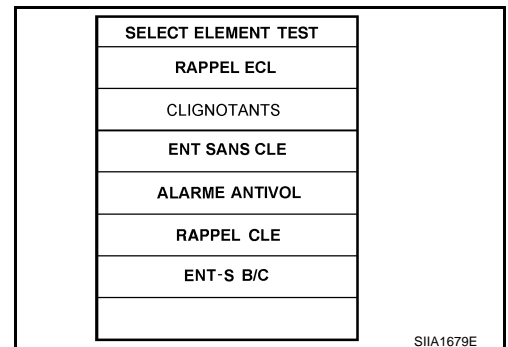 SELECT ELEMENT TEST
RAPPEL ECL
CLIGNOTANTS
ENT SANS CLE
ALARME ANTIVOL
RAPPEL CLE
ENT-S B/C
SIIA1679E